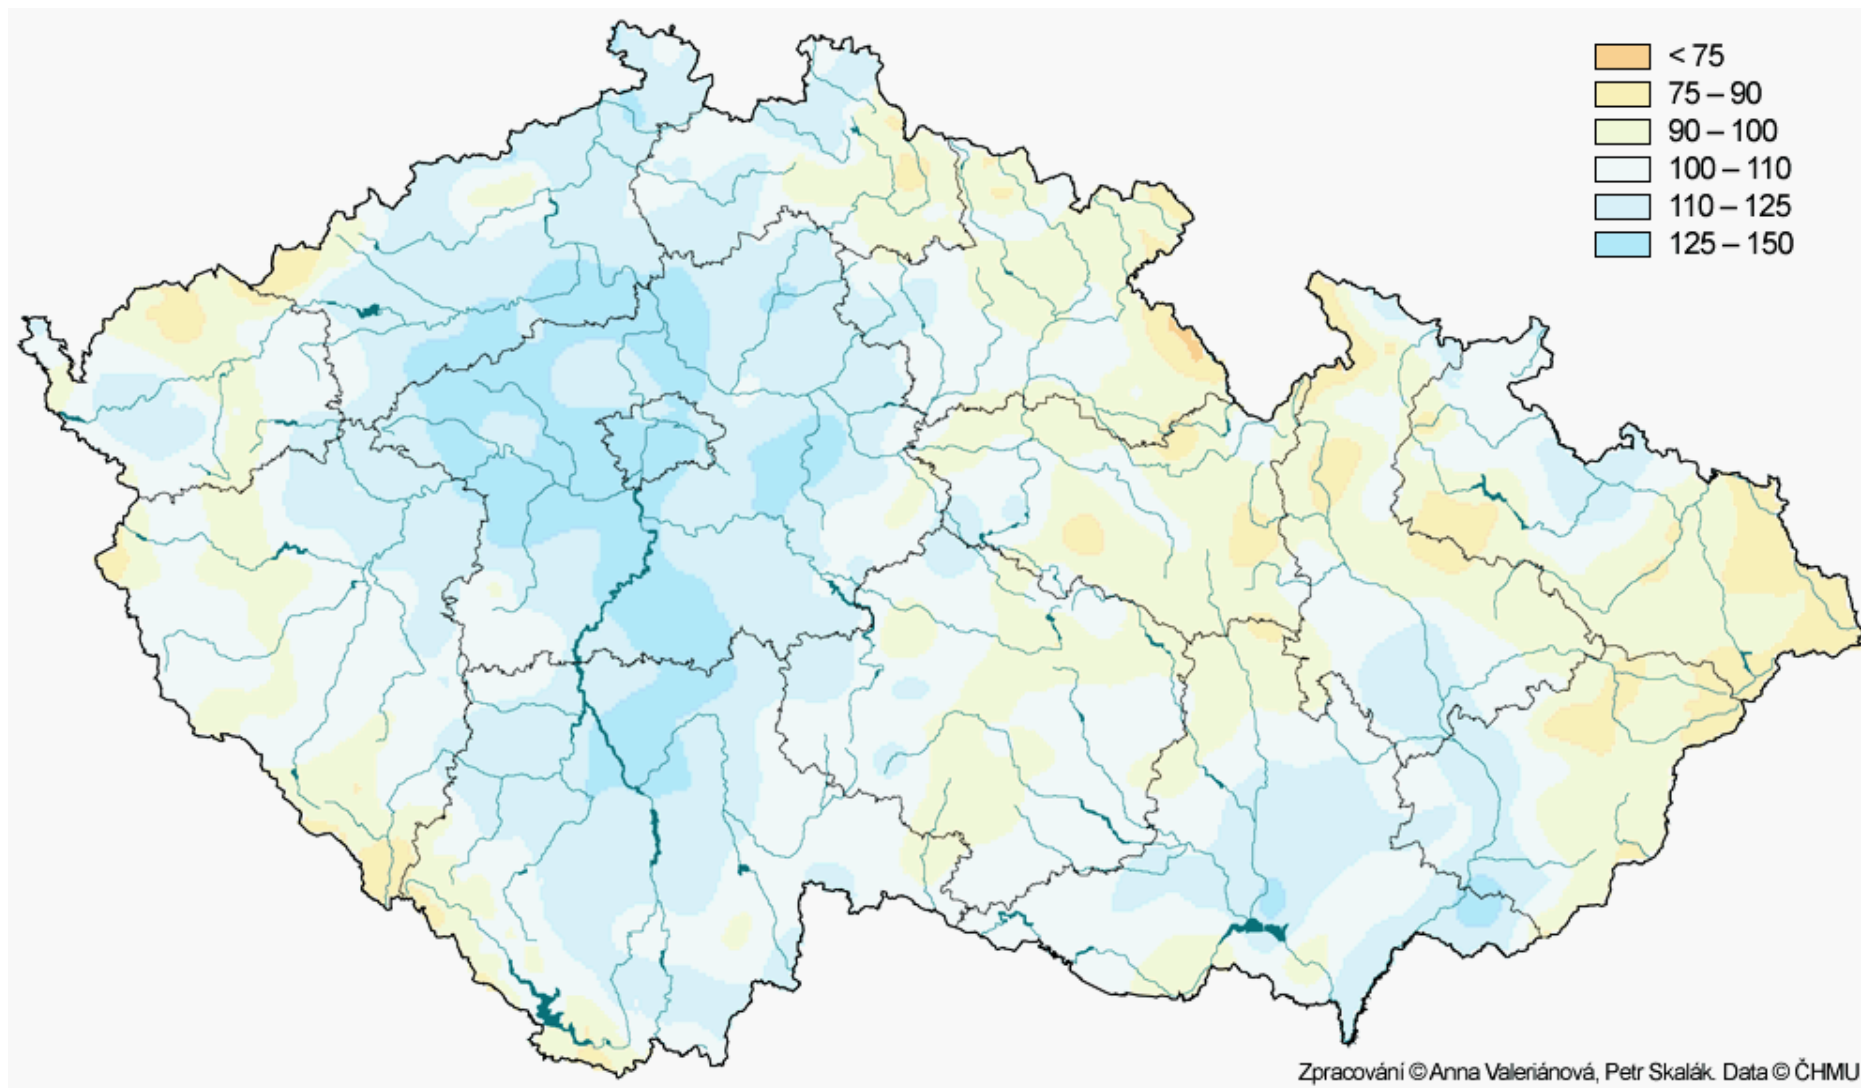 < 75
75 – 90
90 – 100
100 – 110
110 – 125
125 – 150
Zpracování © Anna Valeriánová, Petr Skalák. Data © ČHMU